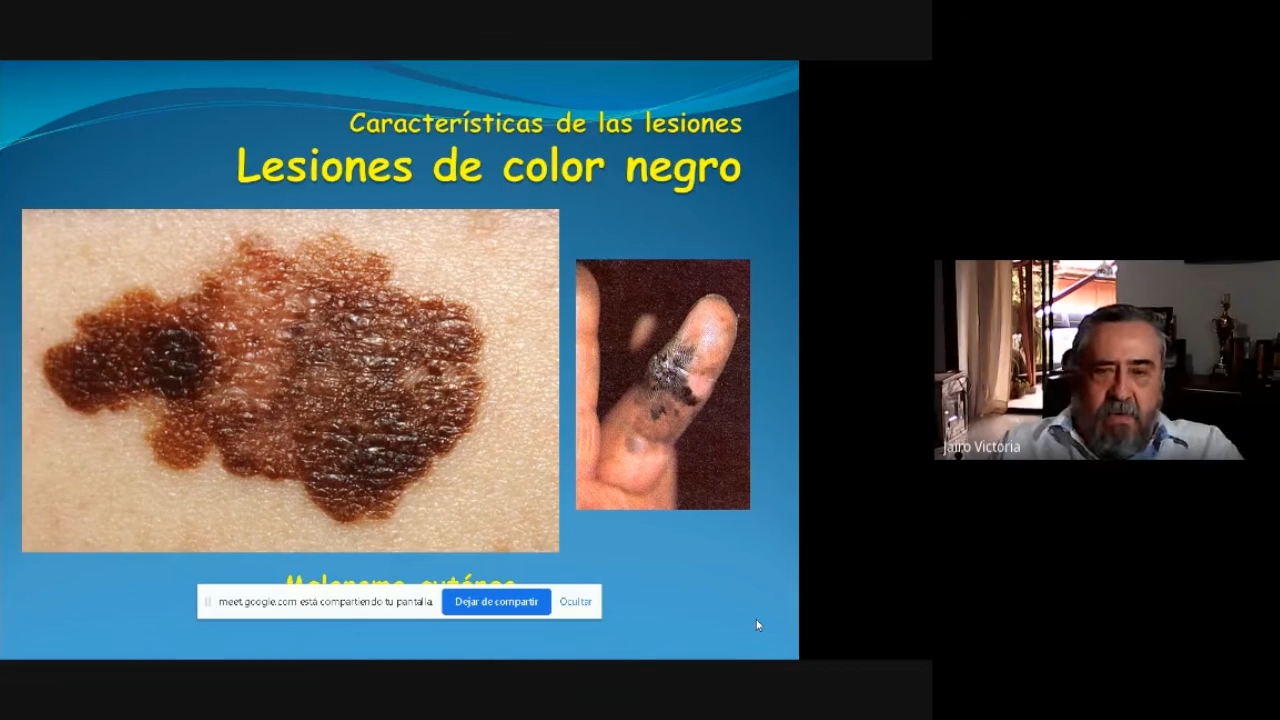 Características de las lesiones
Lesiones de color negro
Melanoma cutáneo
meet.google.com está compartiendo tu pantalla.
Dejar de compartir
Ocultar
Jairo Victoria